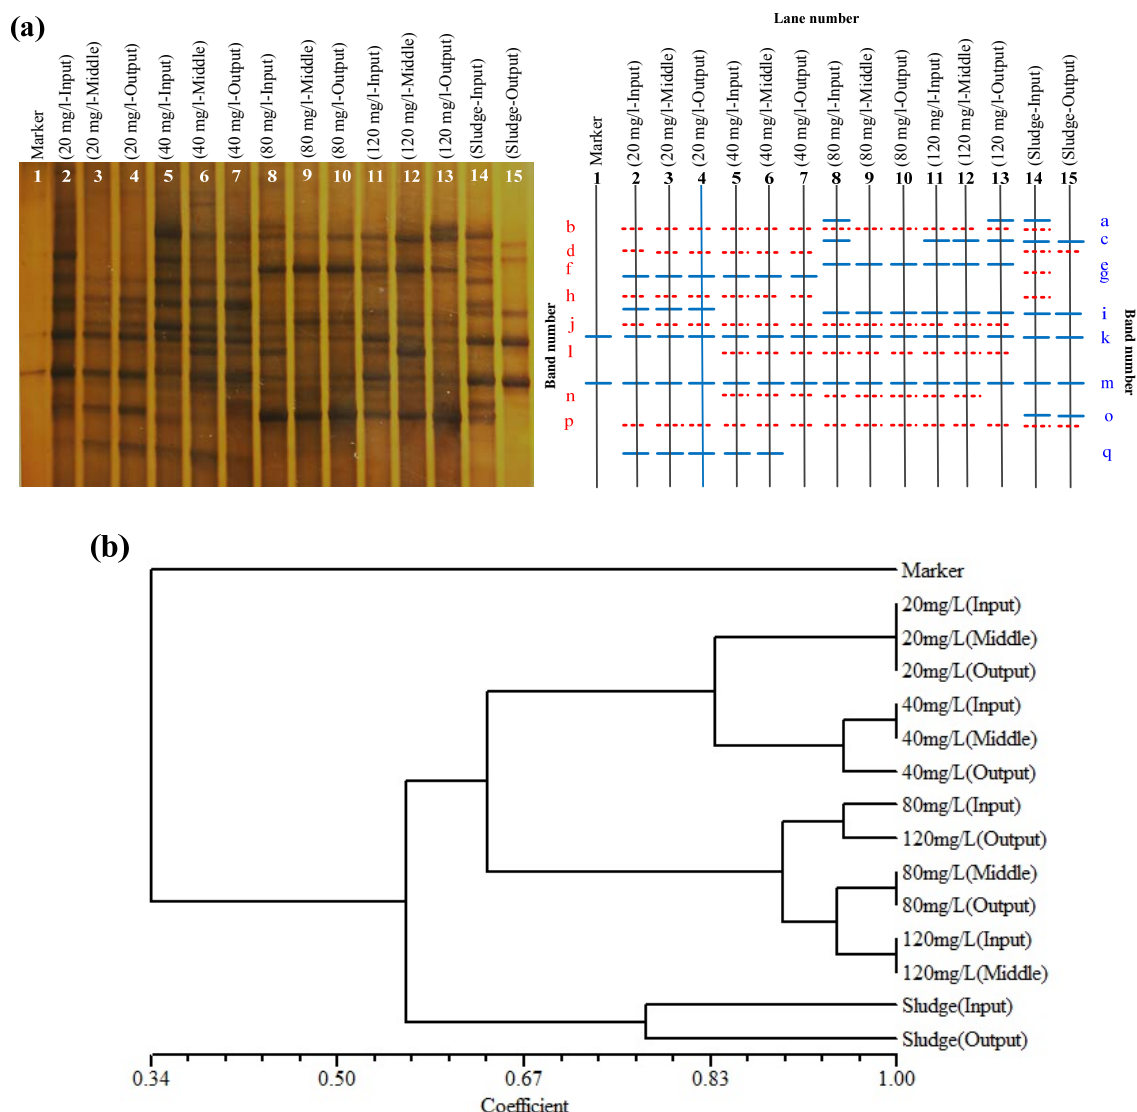 (a)
Lane number
Marker
(20 mg/l-Input)
(20 mg/l-Middle)
(20 mg/l-Output)
(40 mg/l-Input)
(40 mg/l-Middle)
(40 mg/l-Output)
(80 mg/l-Input)
(80 mg/l-Middle)
(80 mg/l-Output)
(120 mg/l-Input)
(120 mg/l-Middle)
(120 mg/l-Output)
(Sludge-Input)
(Sludge-Output)
1 2 3 4 5 6 7 8 9 10 11 12 13 14 15
Marker
(20 mg/l-Input)
(20 mg/l-Middle)
(20 mg/l-Output)
(40 mg/l-Input)
(40 mg/l-Middle)
(40 mg/l-Output)
(80 mg/l-Input)
(80 mg/l-Middle)
(80 mg/l-Output)
(120 mg/l-Input)
(120 mg/l-Middle)
(120 mg/l-Output)
(Sludge-Input)
(Sludge-Output)
1 2 3 4 5 6 7 8 9 10 11 12 13 14 15
Band number
b
d
f
h
j
l
n
p
a
c
e
g
i
k
m
o
q
Band number
(b)
Marker
20mg/L(Input)
20mg/L(Middle)
20mg/L(Output)
40mg/L(Input)
40mg/L(Middle)
40mg/L(Output)
80mg/L(Input)
120mg/L(Output)
80mg/L(Middle)
80mg/L(Output)
120mg/L(Input)
120mg/L(Middle)
Sludge(Input)
Sludge(Output)
0.34 0.50 0.67 0.83 1.00
Coefficient